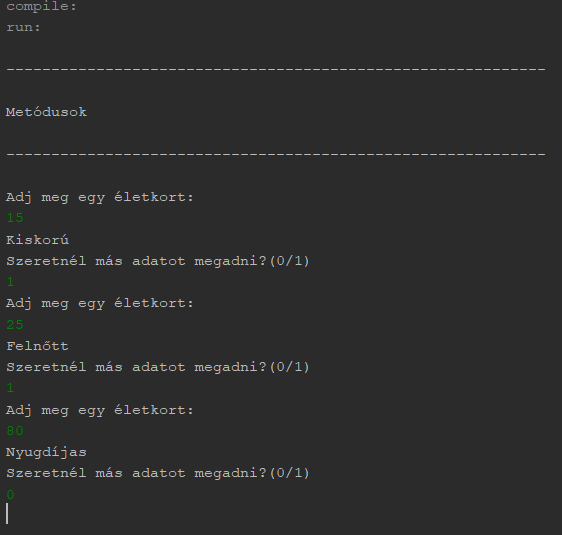 compile:
run:
------------------------------------------------------------
Metódusok
------------------------------------------------------------
Adj meg egy életkort:
15
Kiskorú
Szeretnél más adatot megadni?(0/1)
1
Adj meg egy életkort:
25
Felnőtt
Szeretnél más adatot megadni?(0/1)
1
Adj meg egy életkort:
80
Nyugdíjas
Szeretnél más adatot megadni?(0/1)
0